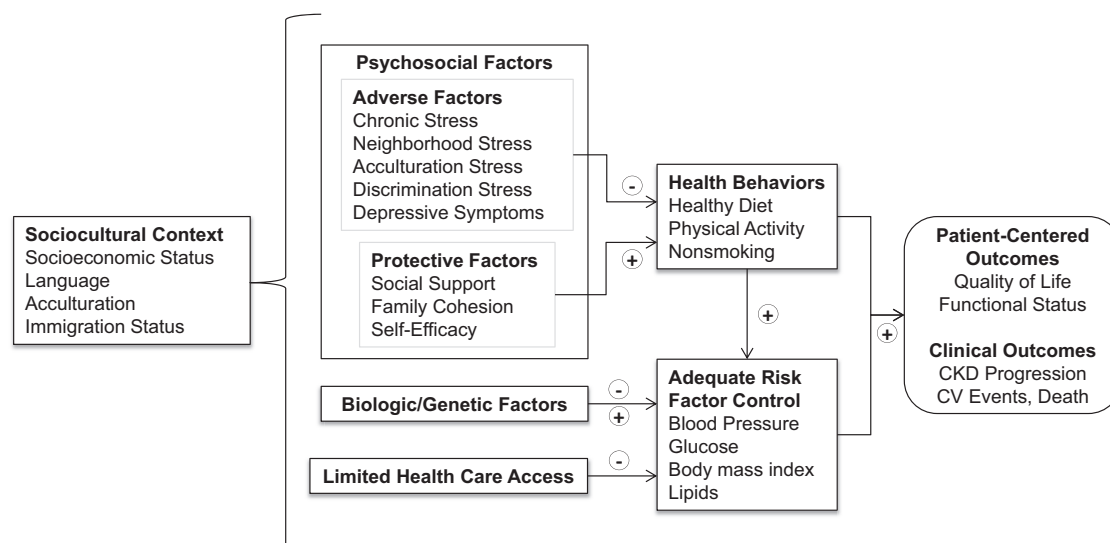 Sociocultural Context
Socioeconomic Status
Language
Acculturation
Immigration Status
Psychosocial Factors
Adverse Factors
Chronic Stress
Neighborhood Stress
Acculturation Stress
Discrimination Stress
Depressive Symptoms
Protective Factors
Social Support
Family Cohesion
Self-Efficacy
Biologic/Genetic Factors
Limited Health Care Access
-
+
-
+
-
Health Behaviors
Healthy Diet
Physical Activity
Nonsmoking
+
Adequate Risk
Factor Control
Blood Pressure
Glucose
Body mass index
Lipids
+
Patient-Centered
Outcomes
Quality of Life
Functional Status
Clinical Outcomes
CKD Progression
CV Events, Death